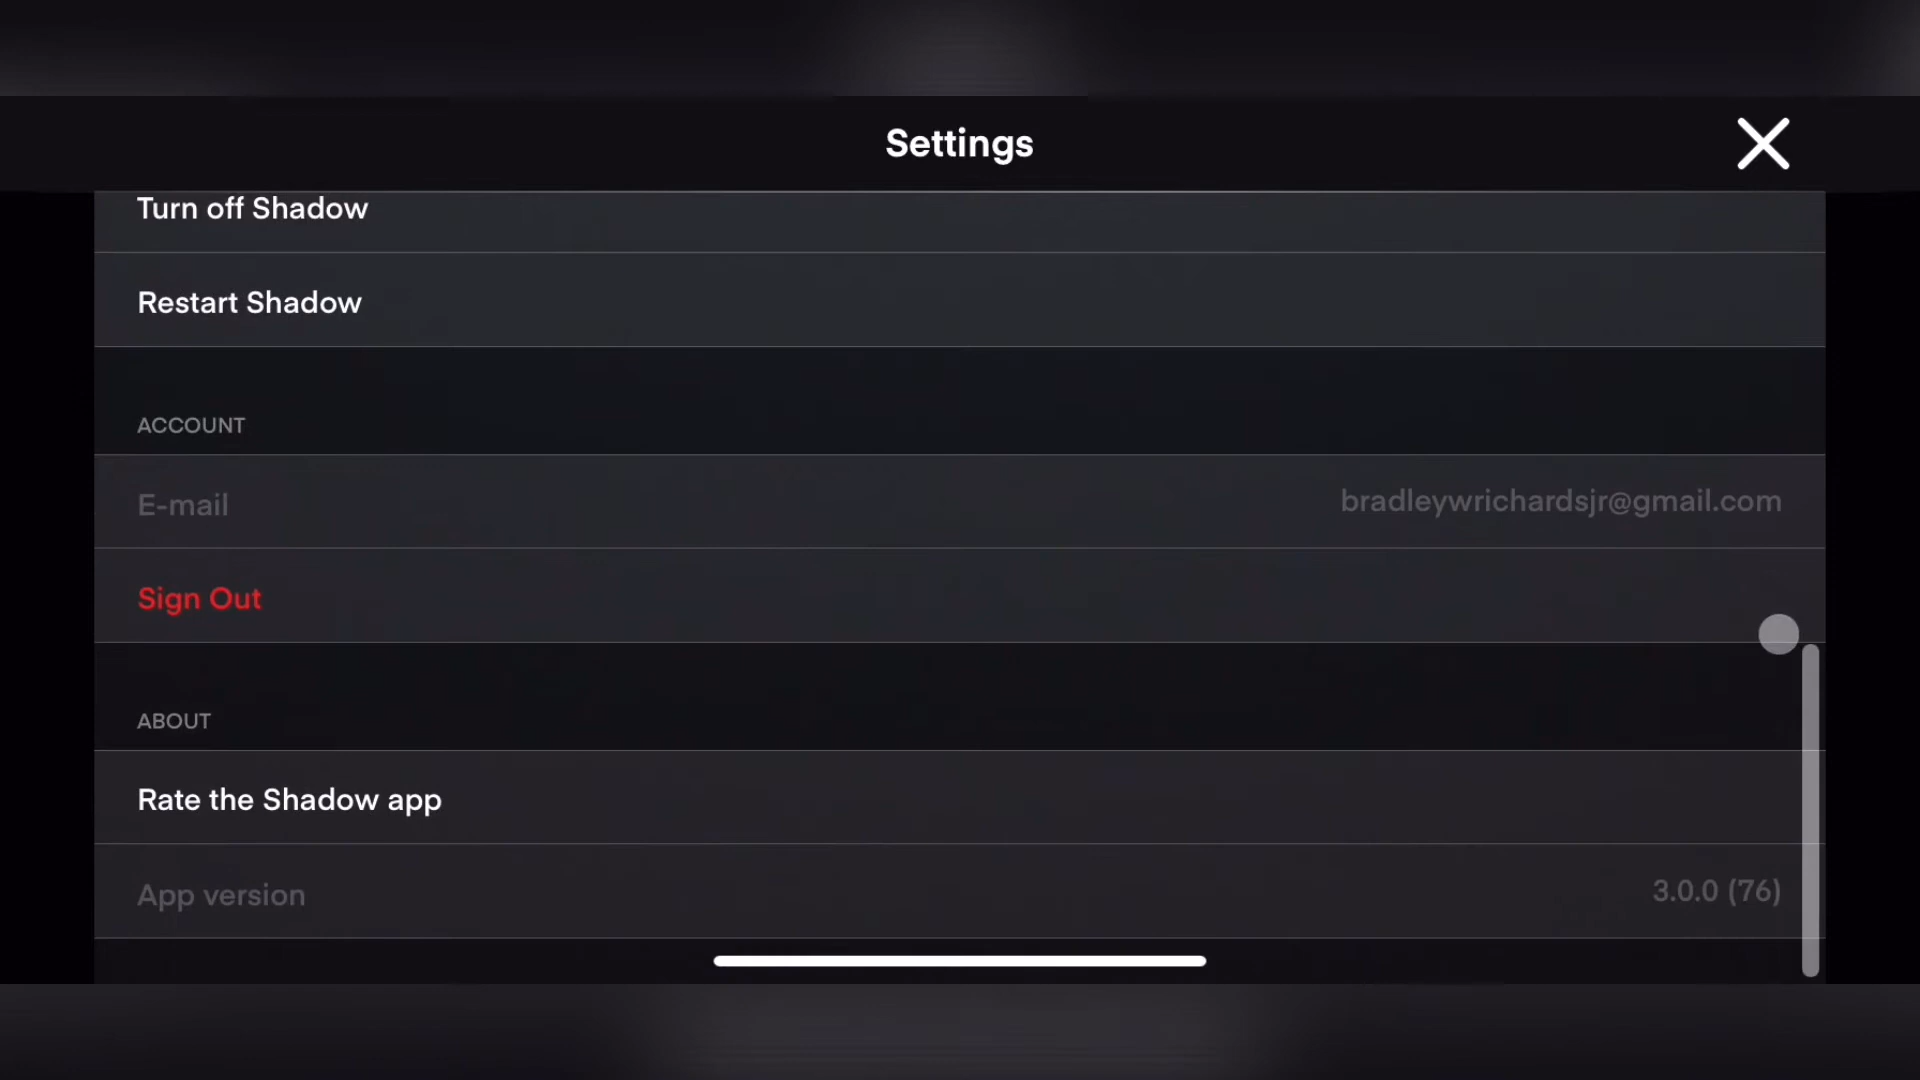 Settings
Turn off Shadow
Restart Shadow
ACCOUNT
E-mail bradleywrichardsjr@gmail.com
Sign Out
ABOUT
Rate the Shadow app
App version 3.0.0 (76)